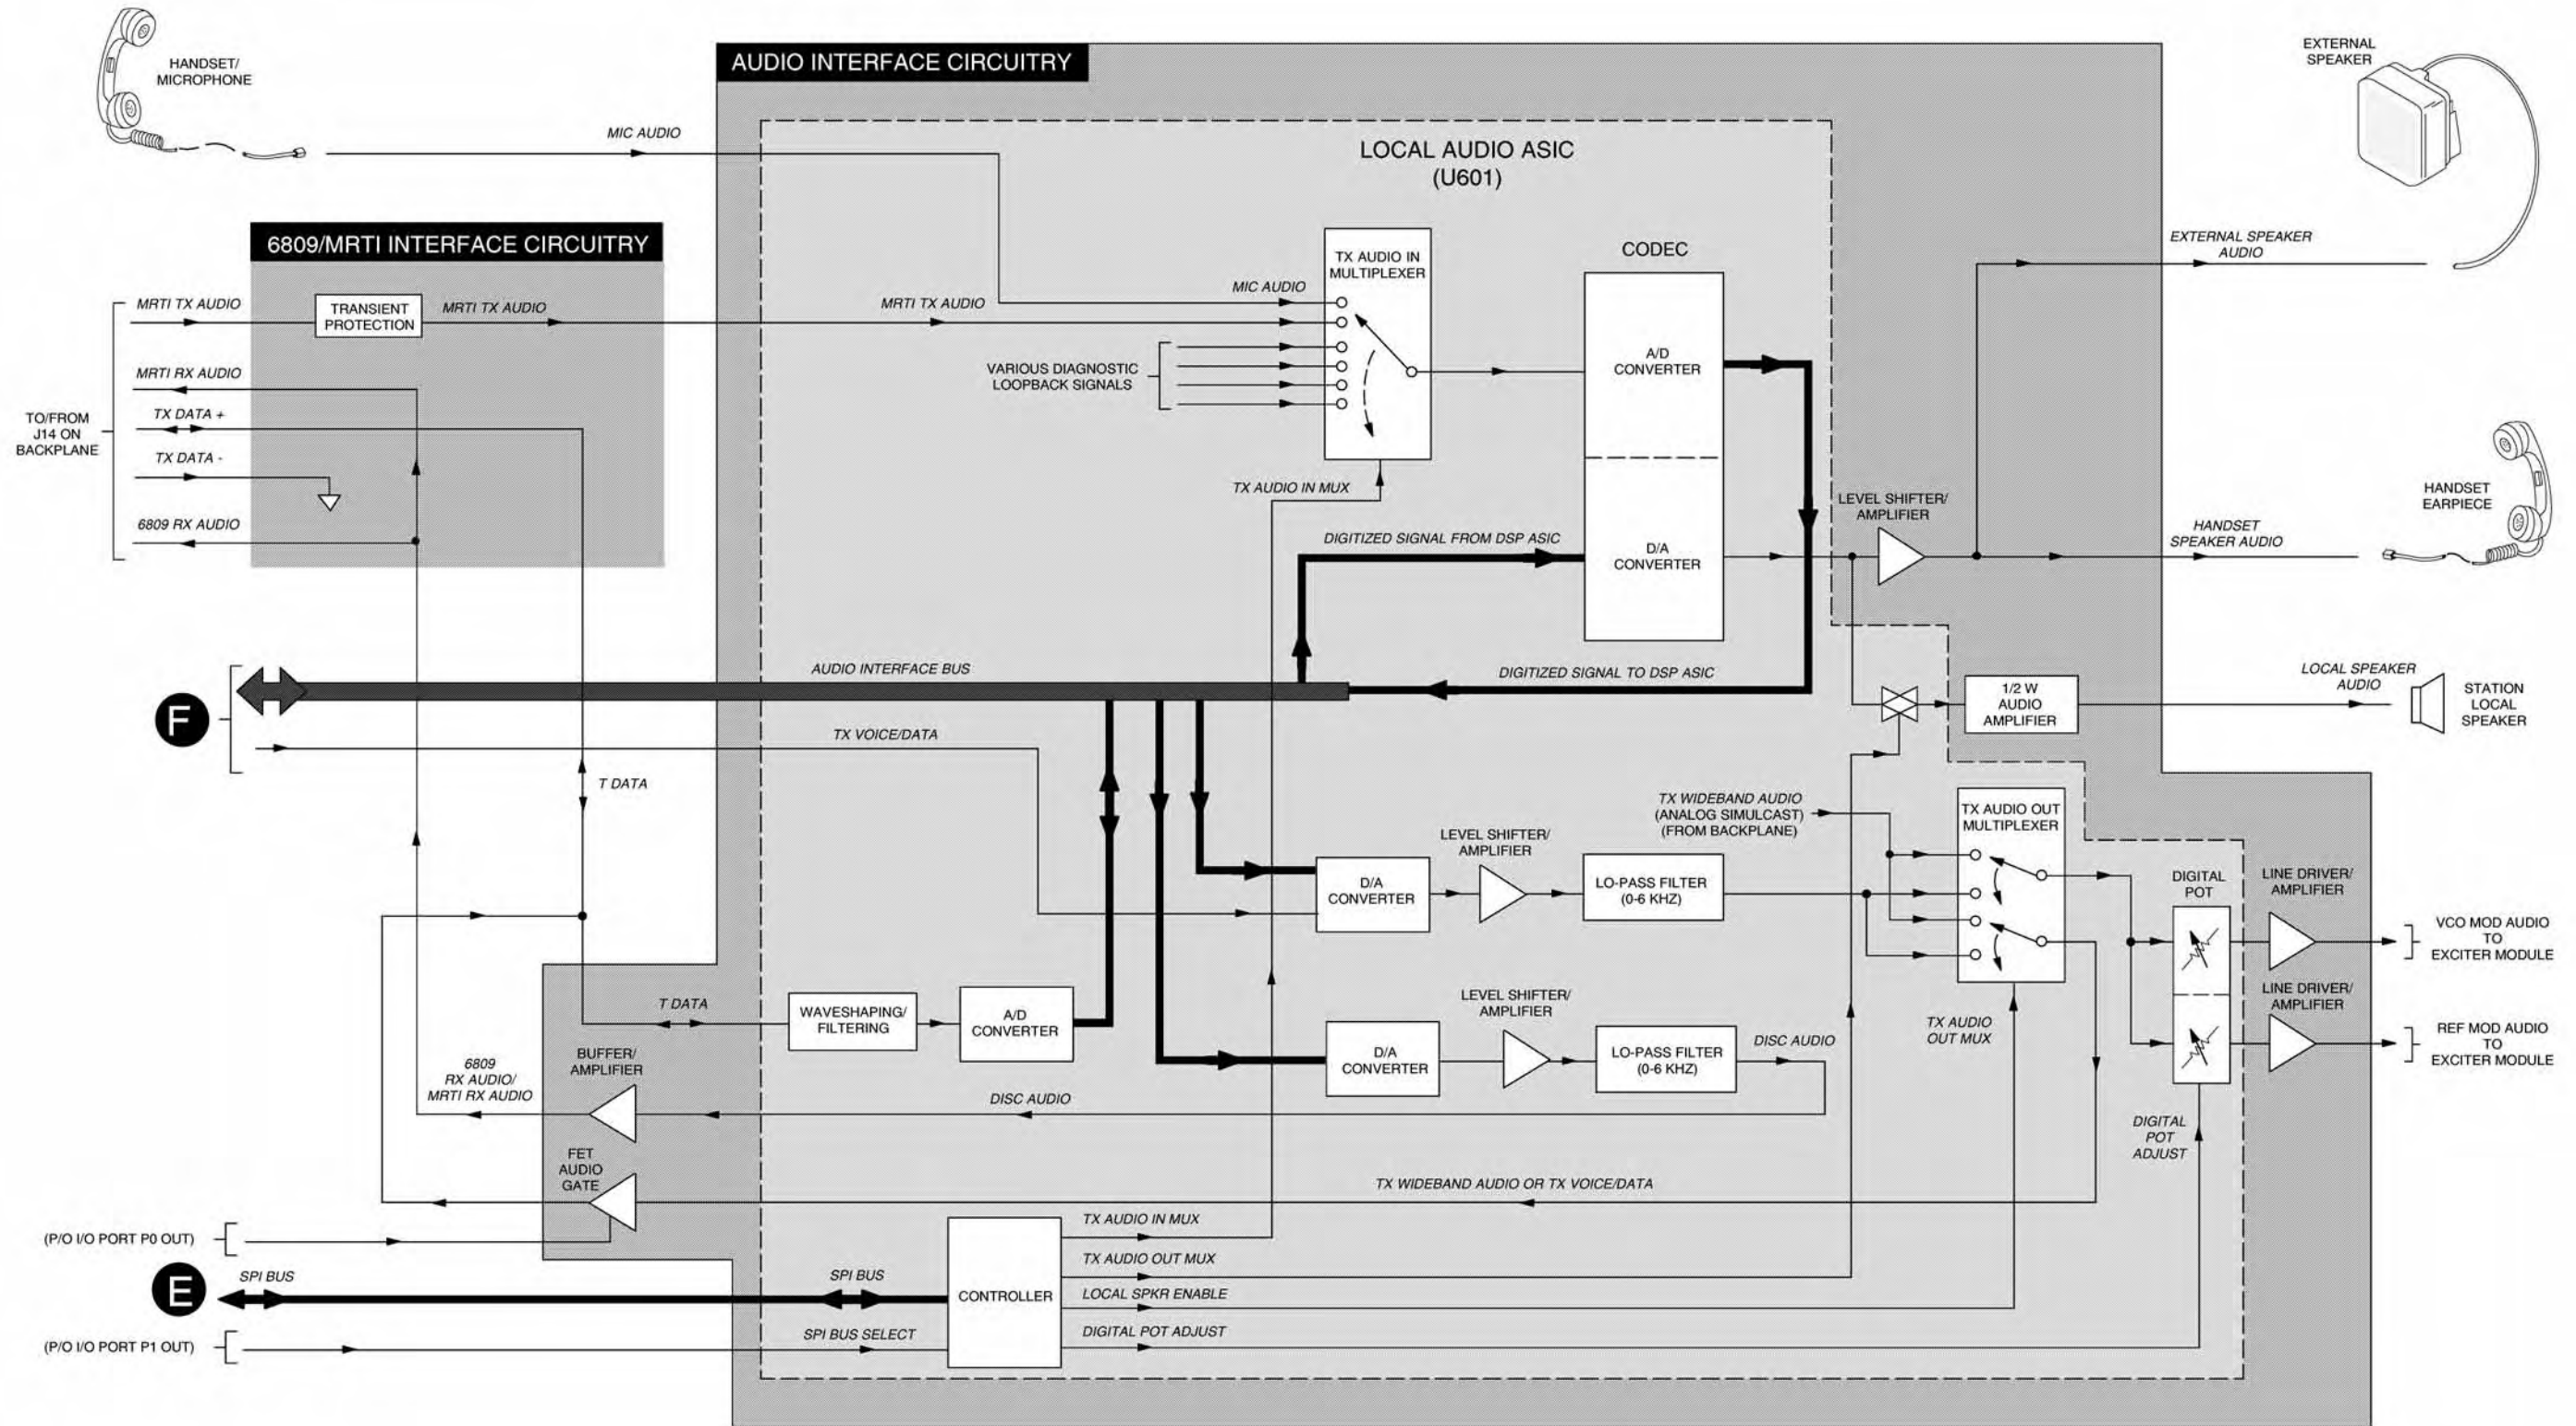 HANDSET/
MICROPHONE
MIC AUDIO
AUDIO INTERFACE CIRCUITRY
EXTERNAL
SPEAKER
LOCAL AUDIO ASIC
(U601)
6809/MRTI INTERFACE CIRCUITRY
MRTI TX AUDIO
TRANSIENT
PROTECTION
MRTI TX AUDIO
MRTI TX AUDIO
MIC AUDIO
TX AUDIO IN
MULTIPLEXER
CODEC
EXTERNAL SPEAKER
AUDIO
MRTI RX AUDIO
VARIOUS DIAGNOSTIC
LOOPBACK SIGNALS
A/D
CONVERTER
TO/FROM
J14 ON
BACKPLANE
TX DATA +
TX DATA -
6809 RX AUDIO
TX AUDIO IN MUX
LEVEL SHIFTER/
AMPLIFIER
HANDSET
EARPIECE
DIGITIZED SIGNAL FROM DSP ASIC
D/A
CONVERTER
HANDSET
SPEAKER AUDIO
F
AUDIO INTERFACE BUS
DIGITIZED SIGNAL TO DSP ASIC
1/2 W
AUDIO
AMPLIFIER
LOCAL SPEAKER
AUDIO
STATION
LOCAL
SPEAKER
TX VOICE/DATA
T DATA
TX WIDEBAND AUDIO
(ANALOG SIMULCAST)
(FROM BACKPLANE)
TX AUDIO OUT
MULTIPLEXER
LEVEL SHIFTER/
AMPLIFIER
D/A
CONVERTER
LO-PASS FILTER
(0-6 KHZ)
DIGITAL
POT
LINE DRIVER/
AMPLIFIER
VCO MOD AUDIO
TO
EXCITER MODULE
T DATA
WAVESHAPING/
FILTERING
A/D
CONVERTER
LEVEL SHIFTER/
AMPLIFIER
D/A
CONVERTER
LO-PASS FILTER
(0-6 KHZ)
DISC AUDIO
TX AUDIO
OUT MUX
LINE DRIVER/
AMPLIFIER
REF MOD AUDIO
TO
EXCITER MODULE
BUFFER/
AMPLIFIER
6809
RX AUDIO/
MRTI RX AUDIO
DISC AUDIO
DIGITAL
POT
ADJUST
FET
AUDIO
GATE
TX WIDEBAND AUDIO OR TX VOICE/DATA
(P/O I/O PORT P0 OUT)
TX AUDIO IN MUX
TX AUDIO OUT MUX
E
SPI BUS
SPI BUS
CONTROLLER
LOCAL SPKR ENABLE
(P/O I/O PORT P1 OUT)
SPI BUS SELECT
DIGITAL POT ADJUST